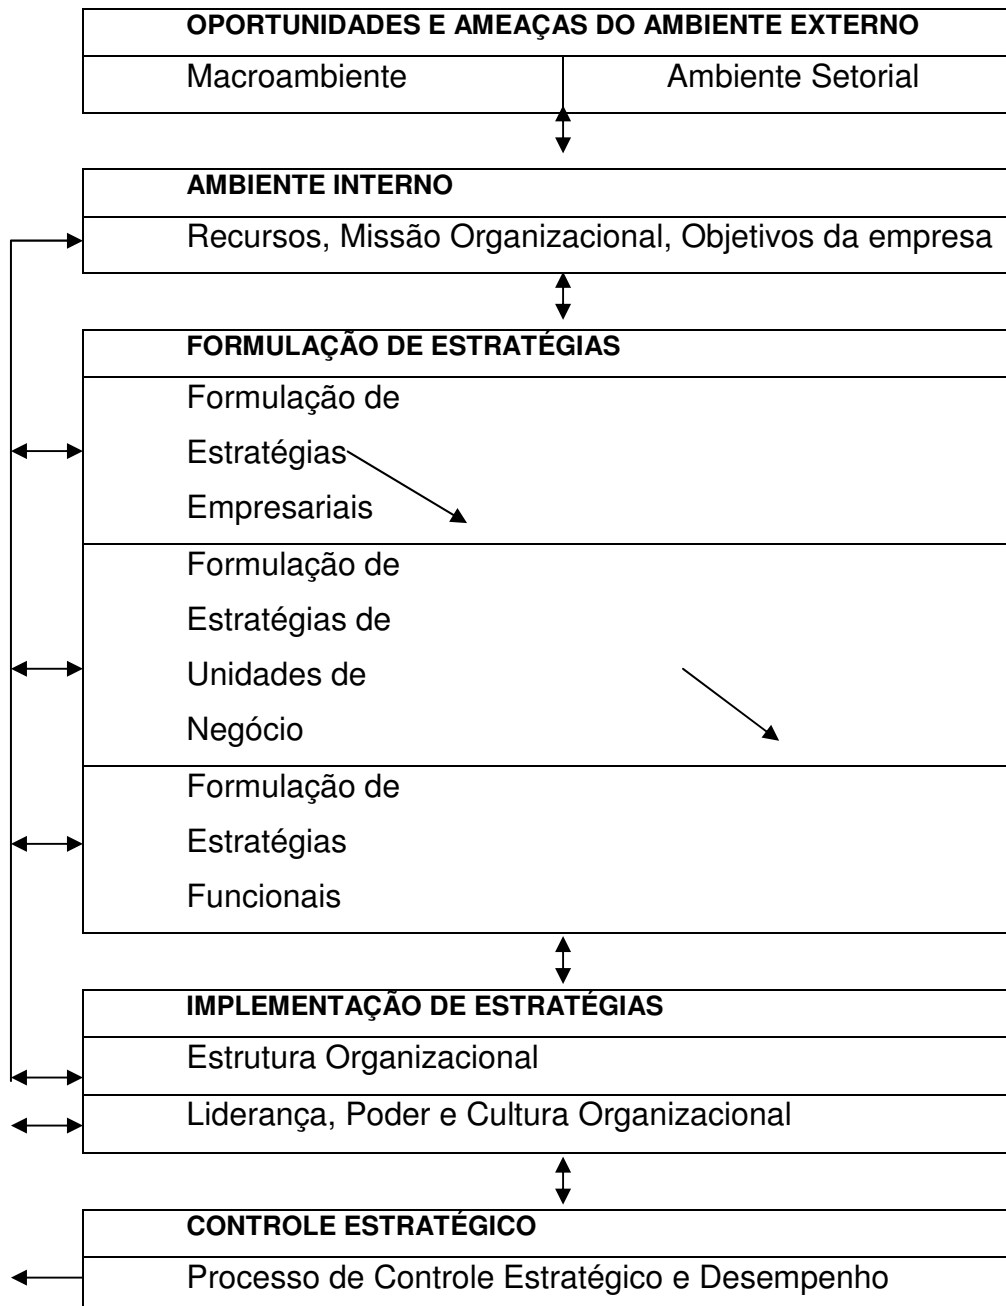 OPORTUNIDADES E AMEAÇAS DO AMBIENTE EXTERNO
Macroambiente Ambiente Setorial
AMBIENTE INTERNO
Recursos, Missão Organizacional, Objetivos da empresa
FORMULAÇÃO DE ESTRATÉGIAS
Formulação de
Estratégias
Empresariais
Formulação de
Estratégias de
Unidades de
Negócio
Formulação de
Estratégias
Funcionais
IMPLEMENTAÇÃO DE ESTRATÉGIAS
Estrutura Organizacional
Liderança, Poder e Cultura Organizacional
CONTROLE ESTRATÉGICO
Processo de Controle Estratégico e Desempenho